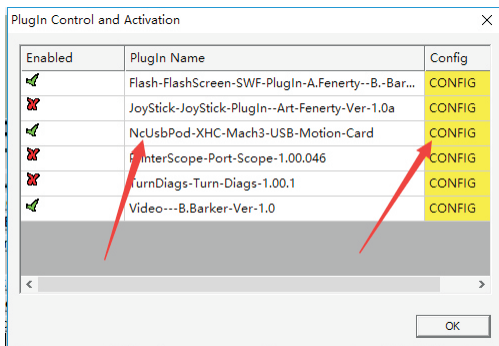 PlugIn Control and Activation
Enabled PlugIn Name Config
Flash-FlashScreen-SWF-PlugIn-A.Fenerty--B.-Bar... CONFIG
JoyStick-JoyStick-PlugIn--Art-Fenerty-Ver-1.0a CONFIG
NcUsbPod-XHC-Mach3-USB-Motion-Card CONFIG
PrinterScope-Port-Scope-1.00.046 CONFIG
TurnDiags-Turn-Diags-1.00.1 CONFIG
Video---B.Barker-Ver-1.0 CONFIG
OK